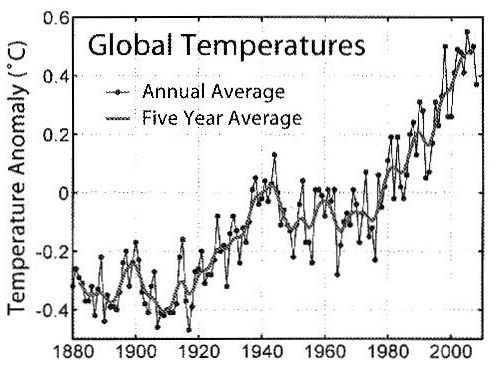 Global Temperatures
Annual Average
Five Year Average
Temperature Anomaly (°C)
0.6
0.4
0.2
0
-0.2
-0.4
1880 1900 1920 1940 1960 1980 2000